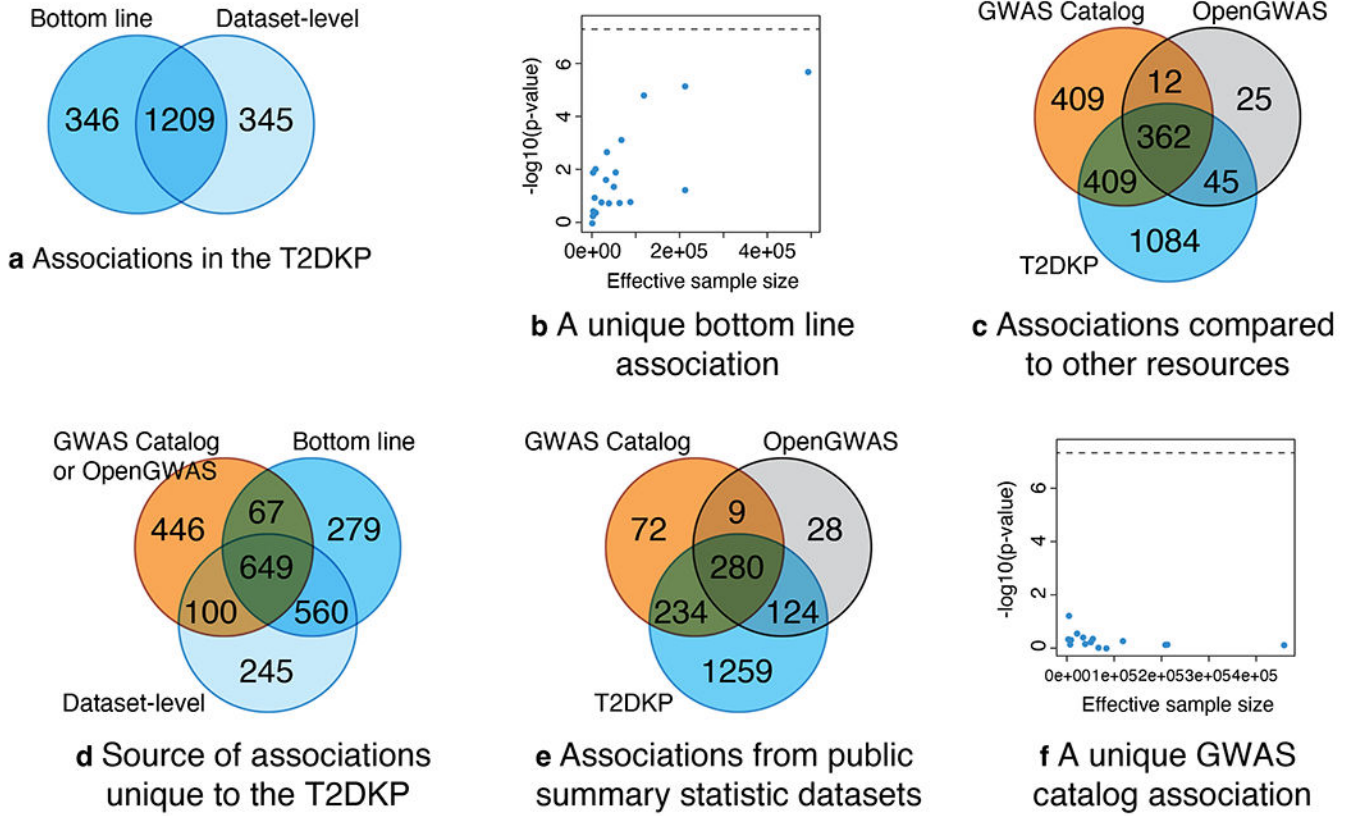 Bottom line
Dataset-level
346
1209
345
a Associations in the T2DKP
-log10(p-value)
6
4
2
0
0e+00
2e+05
4e+05
Effective sample size
b A unique bottom line
association
GWAS Catalog
OpenGWAS
12
409
25
362
409
45
1084
T2DKP
c Associations compared
to other resources
GWAS Catalog
or OpenGWAS
Bottom line
67
446
279
649
100
560
245
Dataset-level
d Source of associations
unique to the T2DKP
GWAS Catalog
OpenGWAS
9
72
28
280
234
124
1259
T2DKP
e Associations from public
summary statistic datasets
-log10(p-value)
6
4
2
0
0e+001e+052e+053e+054e+05
Effective sample size
f A unique GWAS
catalog association